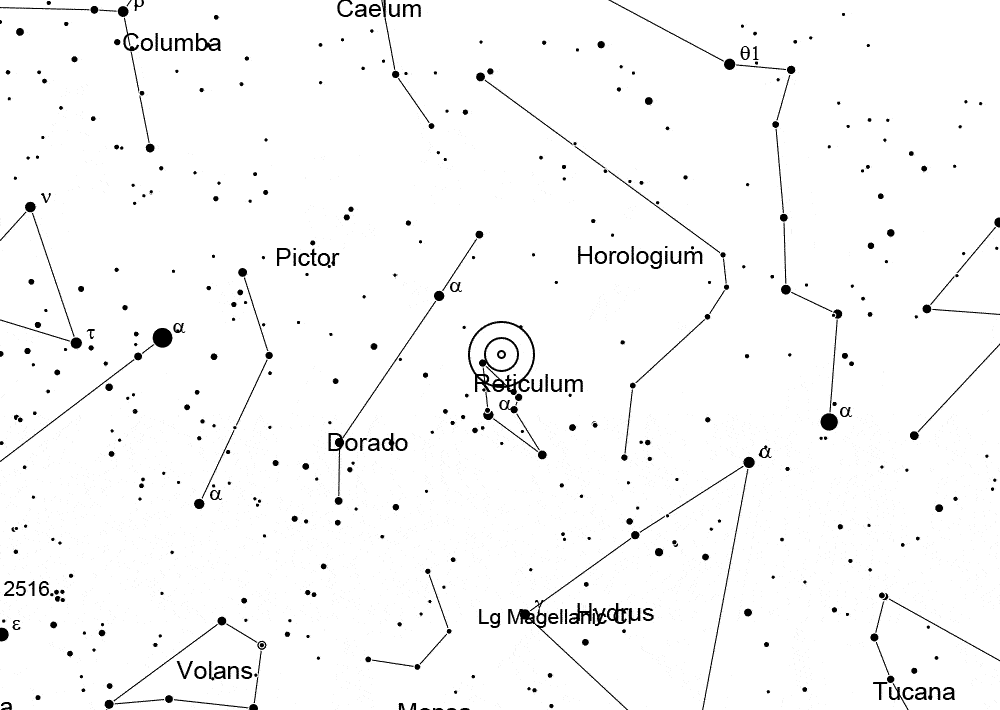 β
Caelum
Columba
θ1
ν
Pictor
Horologium
α
α
τ
Reticulum
α
α
Dorado
α
α
2516
γ
Lg Magellanic Cl
Hydrus
ε
Volans
Tucana